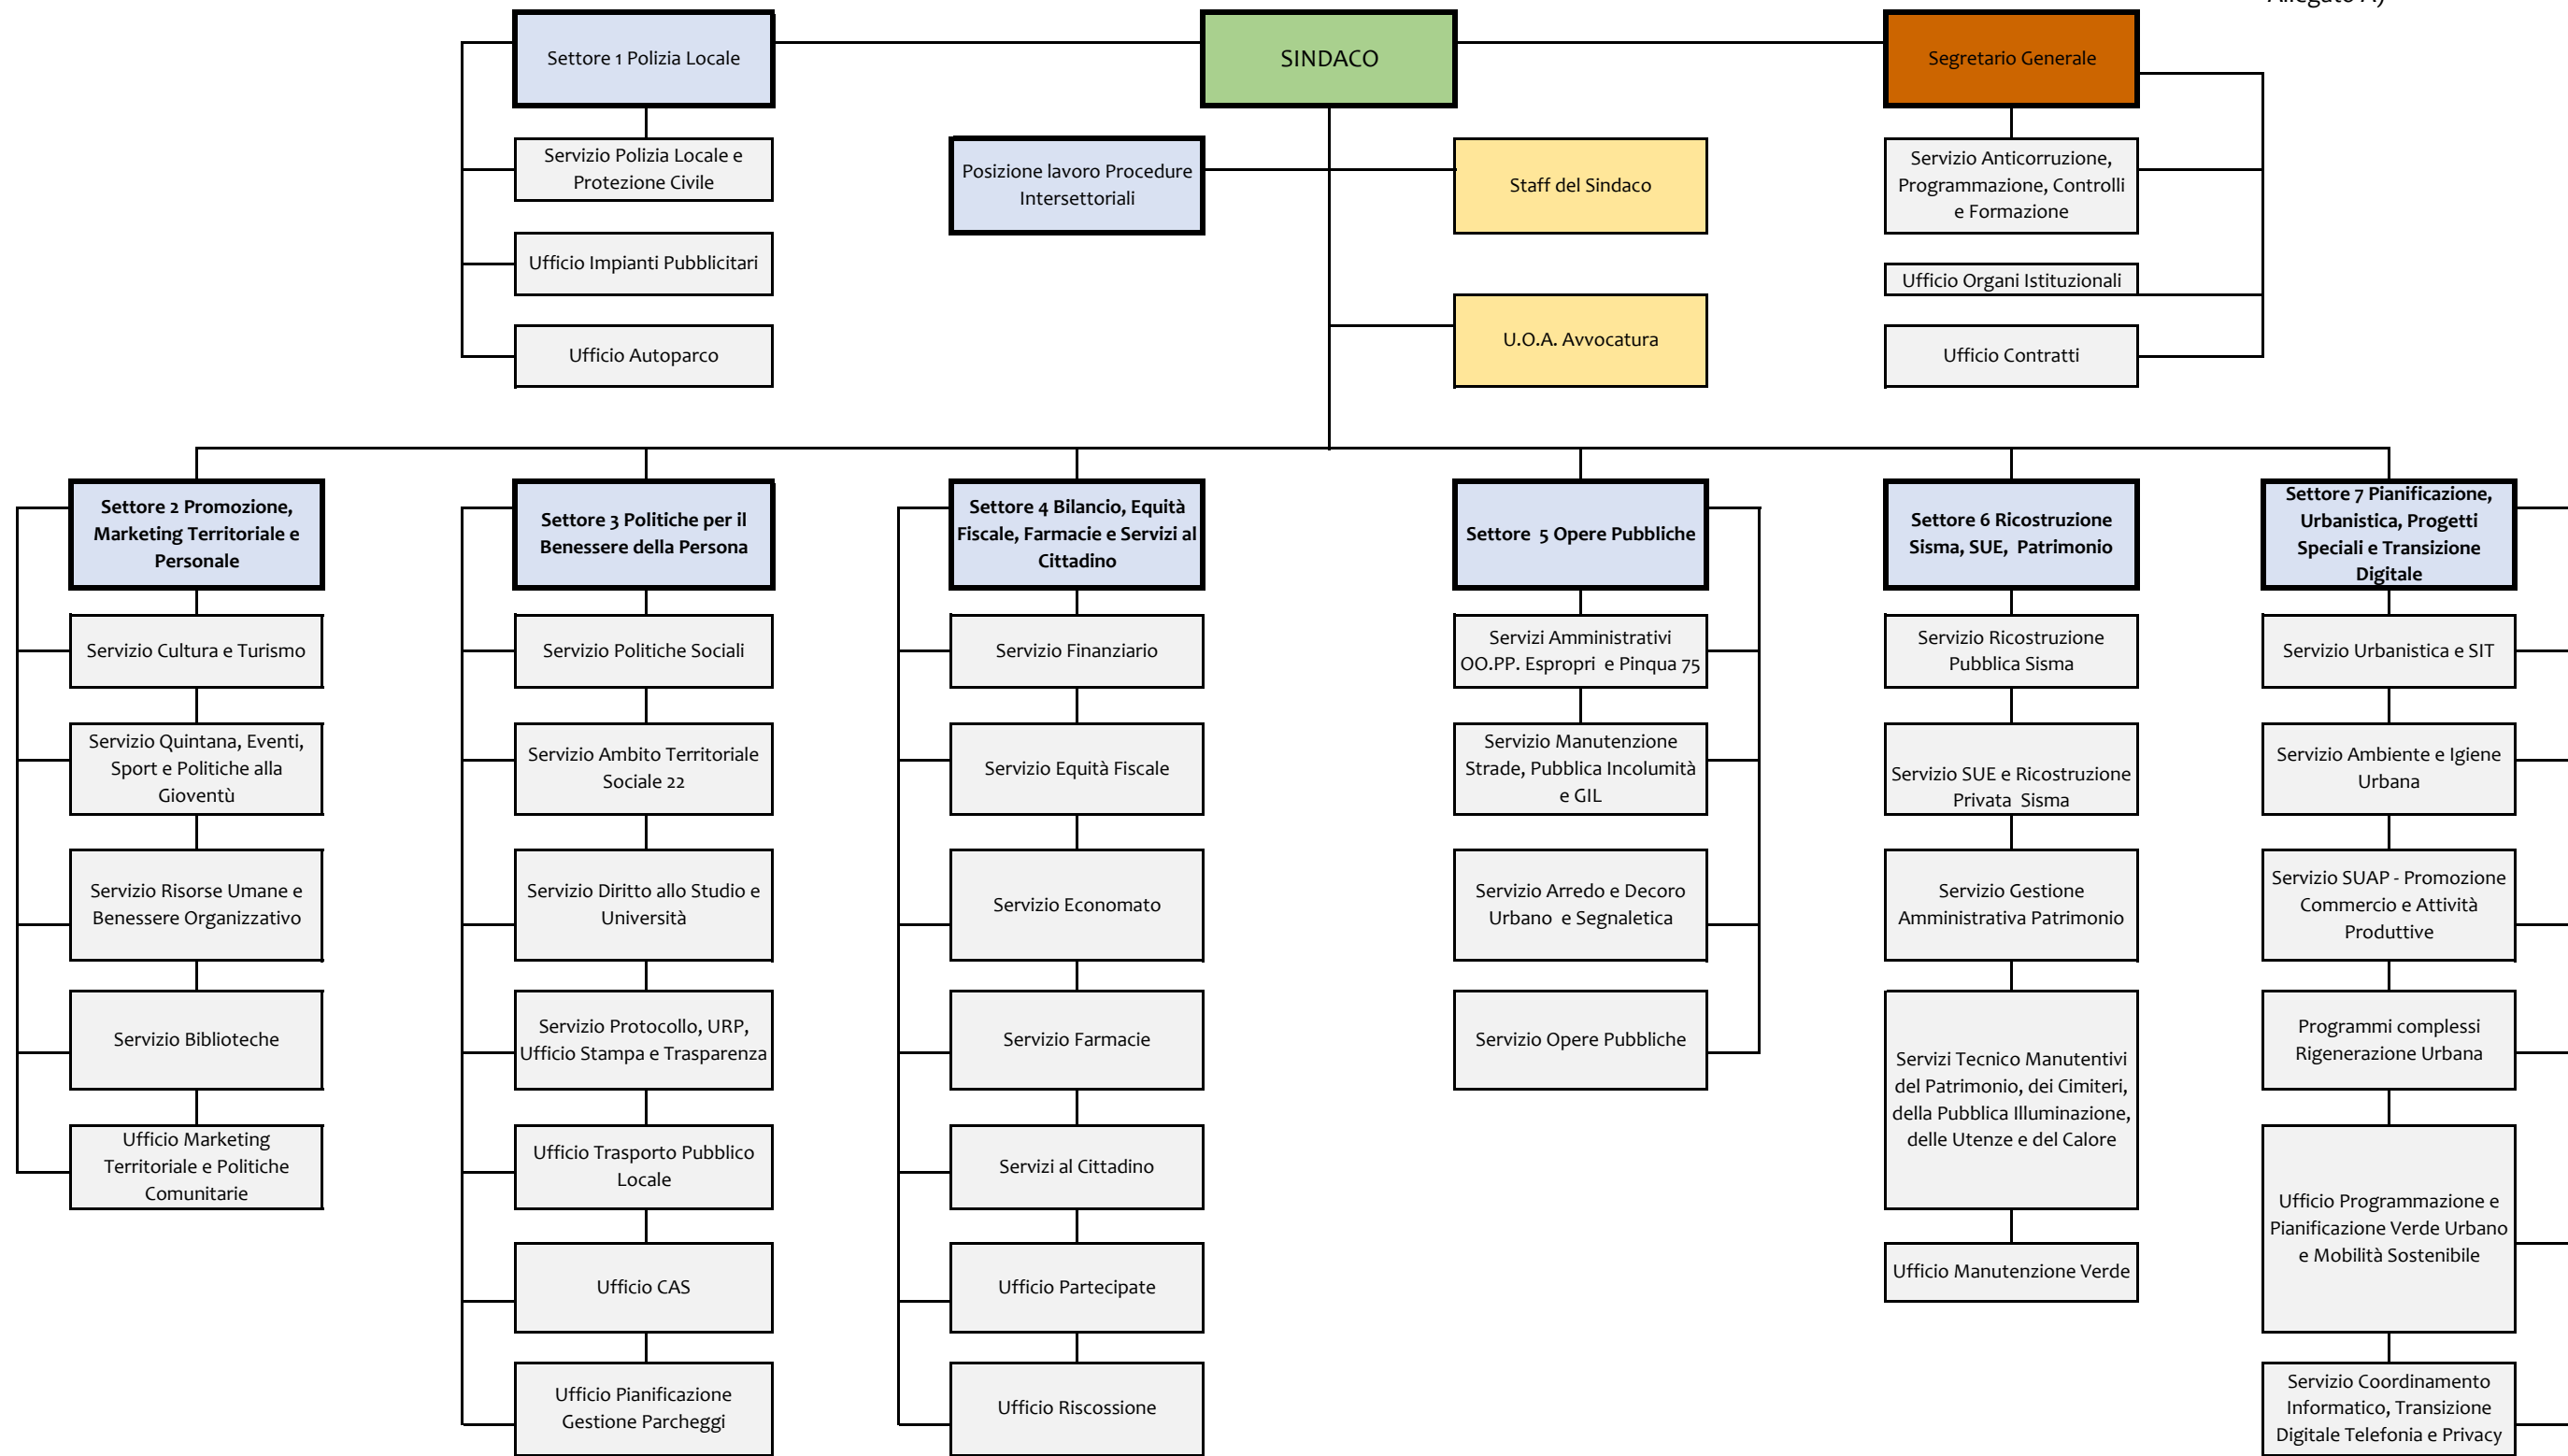 Allegato A)
Settore 1 Polizia Locale
SINDACO
Segretario Generale
Servizio Polizia Locale e
Protezione Civile
Posizione lavoro Procedure
Intersettoriali
Staff del Sindaco
Servizio Anticorruzione,
Programmazione, Controlli
e Formazione
Ufficio Impianti Pubblicitari
Ufficio Organi Istituzionali
Ufficio Autoparco
U.O.A. Avvocatura
Ufficio Contratti
Settore 2 Promozione,
Marketing Territoriale e
Personale
Servizio Cultura e Turismo
Servizio Quintana, Eventi,
Sport e Politiche alla
Gioventù
Servizio Risorse Umane e
Benessere Organizzativo
Servizio Biblioteche
Ufficio Marketing
Territoriale e Politiche
Comunitarie
Settore 3 Politiche per il
Benessere della Persona
Servizio Politiche Sociali
Servizio Ambito Territoriale
Sociale 22
Servizio Diritto allo Studio e
Università
Servizio Protocollo, URP,
Ufficio Stampa e Trasparenza
Ufficio Trasporto Pubblico
Locale
Ufficio CAS
Ufficio Pianificazione
Gestione Parcheggi
Settore 4 Bilancio, Equità
Fiscale, Farmacie e Servizi al
Cittadino
Servizio Finanziario
Servizio Equità Fiscale
Servizio Economato
Servizio Farmacie
Servizi al Cittadino
Ufficio Partecipate
Ufficio Riscossione
Settore 5 Opere Pubbliche
Servizi Amministrativi
OO.PP. Espropri e Pinqua 75
Servizio Manutenzione
Strade, Pubblica Incolumità
e GIL
Servizio Arredo e Decoro
Urbano e Segnaletica
Servizio Opere Pubbliche
Settore 6 Ricostruzione
Sisma, SUE, Patrimonio
Servizio Ricostruzione
Pubblica Sisma
Servizio SUE e Ricostruzione
Privata Sisma
Servizio Gestione
Amministrativa Patrimonio
Servizi Tecnico Manutentivi
del Patrimonio, dei Cimiteri,
della Pubblica Illuminazione,
delle Utenze e del Calore
Ufficio Manutenzione Verde
Settore 7 Pianificazione,
Urbanistica, Progetti
Speciali e Transizione
Digitale
Servizio Urbanistica e SIT
Servizio Ambiente e Igiene
Urbana
Servizio SUAP - Promozione
Commercio e Attività
Produttive
Programmi complessi
Rigenerazione Urbana
Ufficio Programmazione e
Pianificazione Verde Urbano
e Mobilità Sostenibile
Servizio Coordinamento
Informatico, Transizione
Digitale Telefonia e Privacy